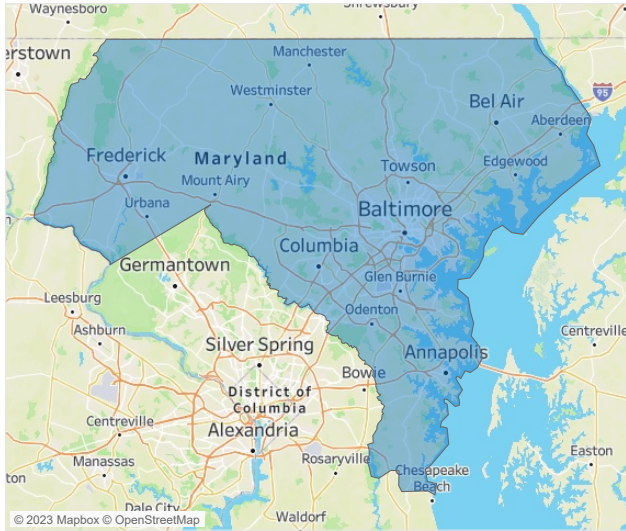 Waynesboro
Shrewsbury
erstown
Manchester
Westminster
95
Bel Air
Aberdeen
Frederick
Maryland
Towson
Edgewood
Mount Airy
Urbana
Baltimore
Columbia
Germantown
Glen Burnie
Leesburg
Odenton
Ashburn
Centreville
Silver Spring
Annapolis
Bowie
District of
Columbia
Centreville
Alexandria
Easton
Manassas
Rosaryville
Chesapeake
Beach
ton
Dale City
Waldorf
© 2023 Mapbox © OpenStreetMap